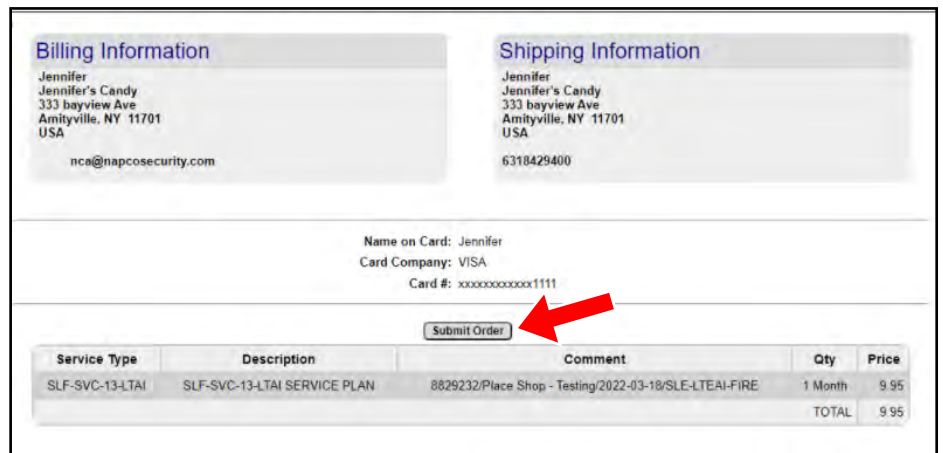 Billing Information
Jennifer
Jennifer's Candy
333 bayview Ave
Amityville, NY 11701
USA
nca@napcosecurity.com
Shipping Information
Jennifer
Jennifer's Candy
333 bayview Ave
Amityville, NY 11701
USA
6318429400
Name on Card: Jennifer
Card Company: VISA
Card #: xxxxxxxxxxxx1111
Submit Order
Service Type Description Comment Qty Price
SLF-SVC-13-LTAI SLF-SVC-13-LTAI SERVICE PLAN 8829232/Place Shop - Testing/2022-03-18/SLE-LTEAI-FIRE 1 Month 9.95
TOTAL 9.95